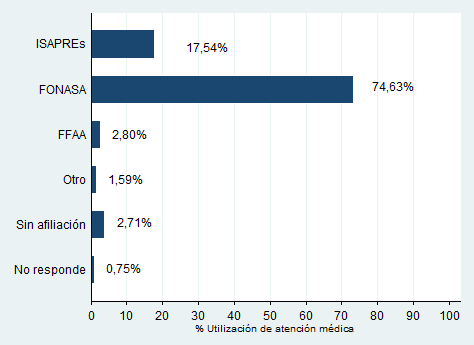 ISAPREs 17,54%
FONASA 74,63%
FFAA 2,80%
Otro 1,59%
Sin afiliación 2,71%
No responde 0,75%
0 10 20 30 40 50 60 70 80 90 100
% Utilización de atención médica